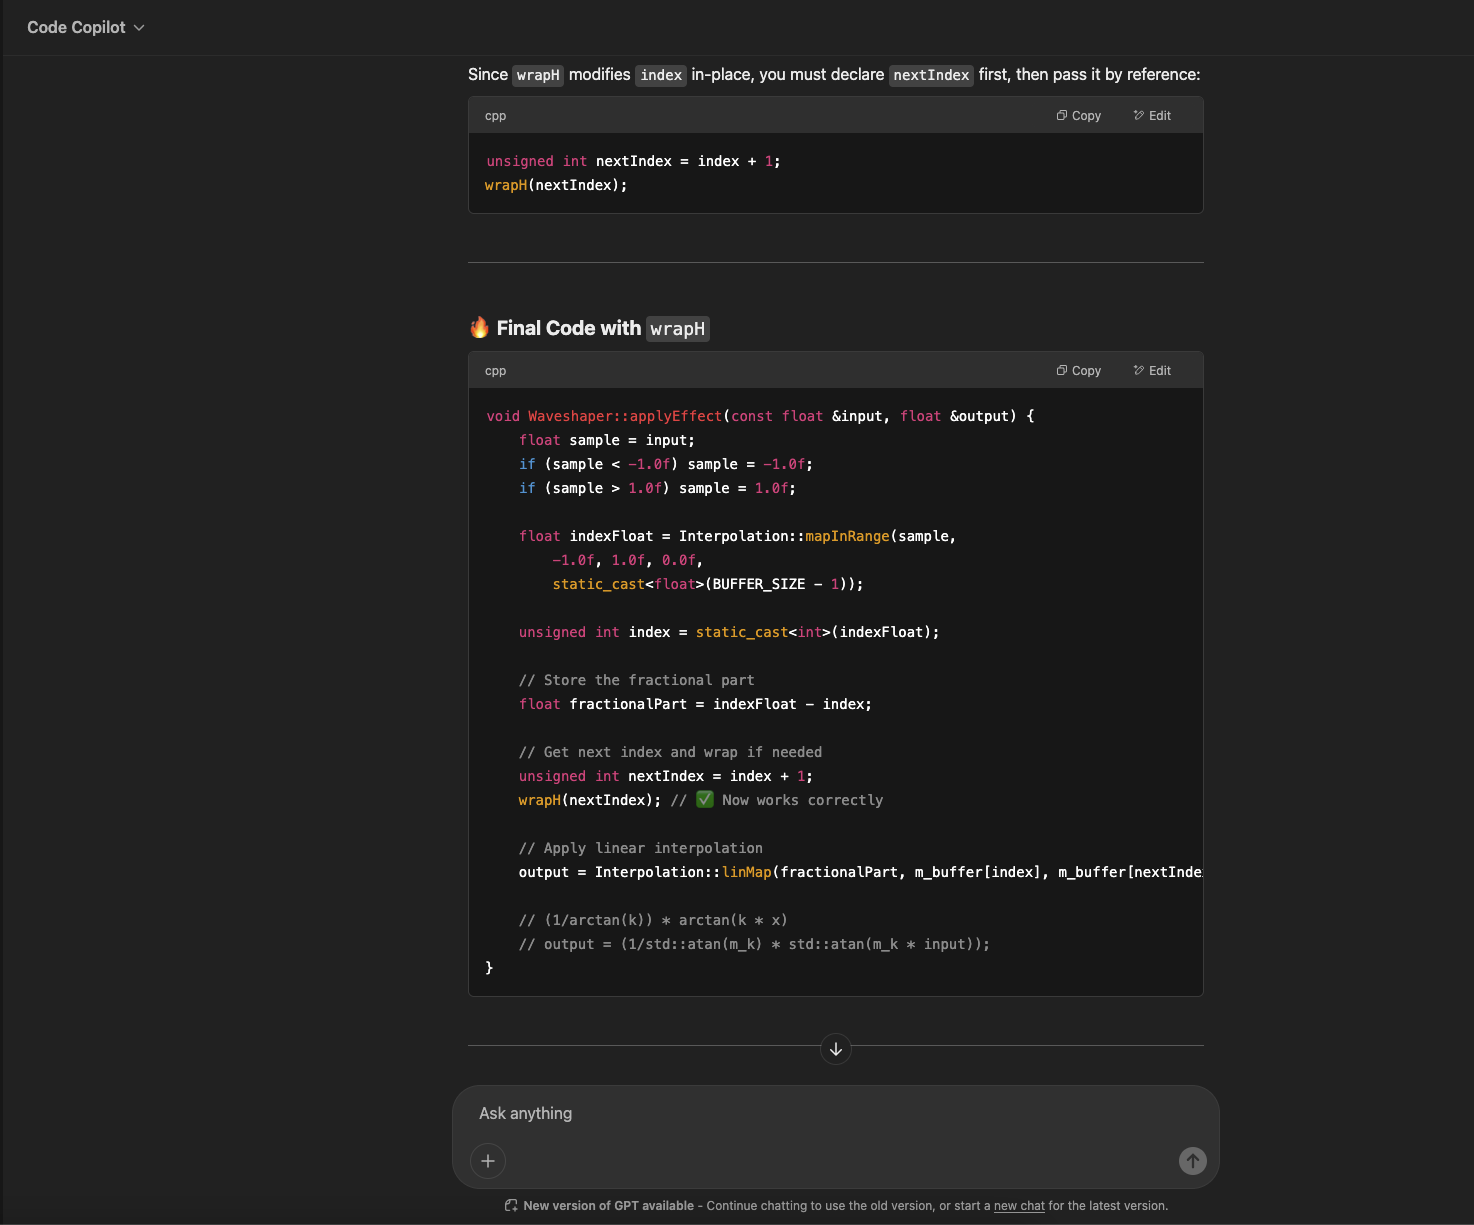 Code Copilot
Since wrapH modifies index in-place, you must declare nextIndex first, then pass it by reference:
cpp
Copy
Edit
unsigned int nextIndex = index + 1;
wrapH(nextIndex);
🔥 Final Code with wrapH
cpp
Copy
Edit
void Waveshaper::applyEffect(const float &input, float &output) {
    float sample = input;
    if (sample < -1.0f) sample = -1.0f;
    if (sample > 1.0f) sample = 1.0f;

    float indexFloat = Interpolation::mapInRange(sample,
        -1.0f, 1.0f, 0.0f,
        static_cast<float>(BUFFER_SIZE - 1));

    unsigned int index = static_cast<int>(indexFloat);

    // Store the fractional part
    float fractionalPart = indexFloat - index;

    // Get next index and wrap if needed
    unsigned int nextIndex = index + 1;
    wrapH(nextIndex); // ✅ Now works correctly

    // Apply linear interpolation
    output = Interpolation::linMap(fractionalPart, m_buffer[index], m_buffer[nextInde

    // (1/arctan(k)) * arctan(k * x)
    // output = (1/std::atan(m_k) * std::atan(m_k * input));
}
Ask anything
New version of GPT available - Continue chatting to use the old version, or start a new chat for the latest version.